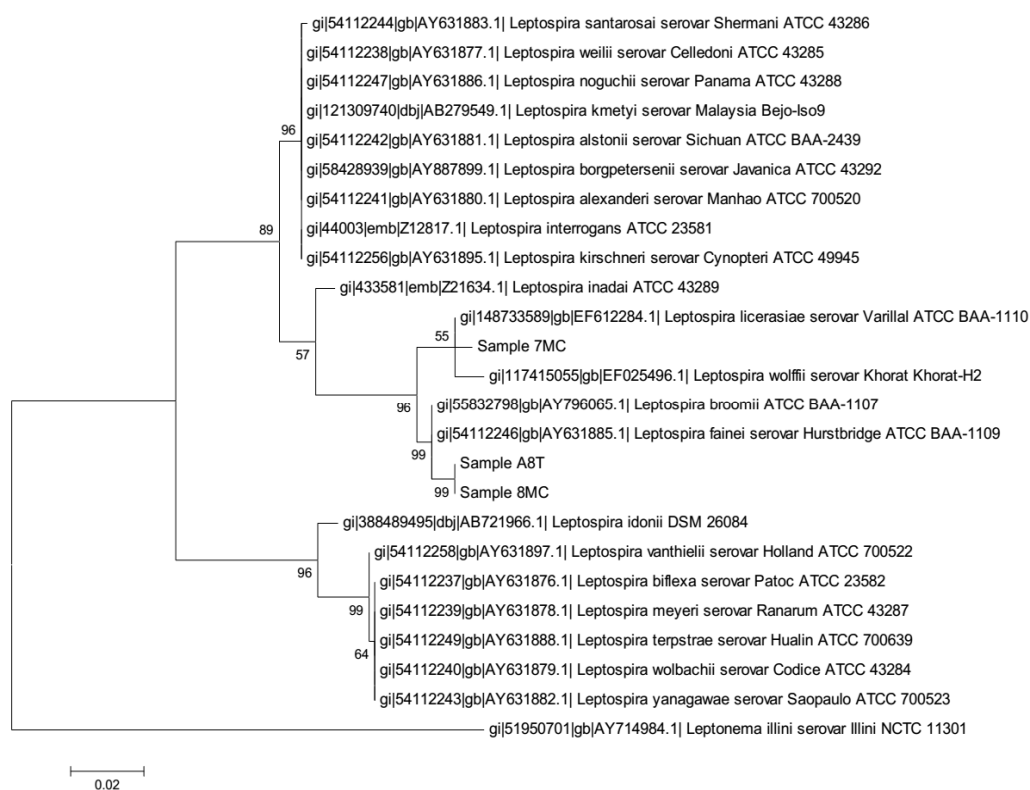 gi|54112244|gb|AY631883.1| Leptospira santarosai serovar Shermani ATCC 43286
gi|54112238|gb|AY631877.1| Leptospira weilii serovar Celledoni ATCC 43285
gi|54112247|gb|AY631886.1| Leptospira noguchii serovar Panama ATCC 43288
gi|121309740|dbj|AB279549.1| Leptospira kmetyi serovar Malaysia Bejo-Iso9
96
gi|54112242|gb|AY631881.1| Leptospira alstonii serovar Sichuan ATCC BAA-2439
gi|58428939|gb|AY887899.1| Leptospira borgpetersenii serovar Javanica ATCC 43292
gi|54112241|gb|AY631880.1| Leptospira alexanderi serovar Manhao ATCC 700520
89
gi|44003|emb|Z12817.1| Leptospira interrogans ATCC 23581
gi|54112256|gb|AY631895.1| Leptospira kirschneri serovar Cynopteri ATCC 49945
gi|433581|emb|Z21634.1| Leptospira inadai ATCC 43289
gi|148733589|gb|EF612284.1| Leptospira licerasiae serovar Varillal ATCC BAA-1110
55
Sample 7MC
57
gi|117415055|gb|EF025496.1| Leptospira wolffii serovar Khorat Khorat-H2
96
gi|55832798|gb|AY796065.1| Leptospira broomii ATCC BAA-1107
gi|54112246|gb|AY631885.1| Leptospira fainei serovar Hurstbridge ATCC BAA-1109
99
Sample A8T
99
Sample 8MC
gi|388489495|dbj|AB721966.1| Leptospira idonii DSM 26084
gi|54112258|gb|AY631897.1| Leptospira vanthielii serovar Holland ATCC 700522
96
gi|54112237|gb|AY631876.1| Leptospira biflexa serovar Patoc ATCC 23582
99
gi|54112239|gb|AY631878.1| Leptospira meyeri serovar Ranarum ATCC 43287
gi|54112249|gb|AY631888.1| Leptospira terpstrae serovar Hualin ATCC 700639
64
gi|54112240|gb|AY631879.1| Leptospira wolbachii serovar Codice ATCC 43284
gi|54112243|gb|AY631882.1| Leptospira yanagawae serovar Saopaulo ATCC 700523
gi|51950701|gb|AY714984.1| Leptonema illini serovar Illini NCTC 11301
0.02